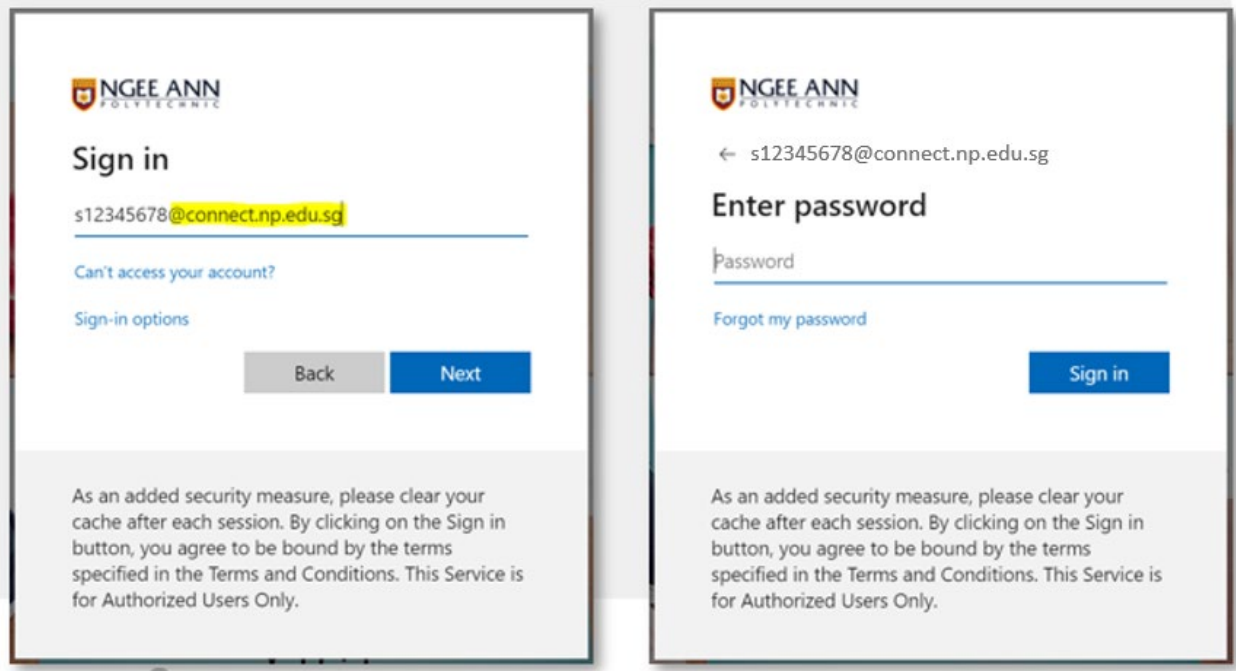 NGEE ANN
POLYTECHNIC
Sign in
s12345678@connect.np.edu.sg
Can't access your account?
Sign-in options
Back
Next
As an added security measure, please clear your
cache after each session. By clicking on the Sign in
button, you agree to be bound by the terms
specified in the Terms and Conditions. This Service is
for Authorized Users Only.
NGEE ANN
POLYTECHNIC
← s12345678@connect.np.edu.sg
Enter password
Password
Forgot my password
Sign in
As an added security measure, please clear your
cache after each session. By clicking on the Sign in
button, you agree to be bound by the terms
specified in the Terms and Conditions. This Service is
for Authorized Users Only.